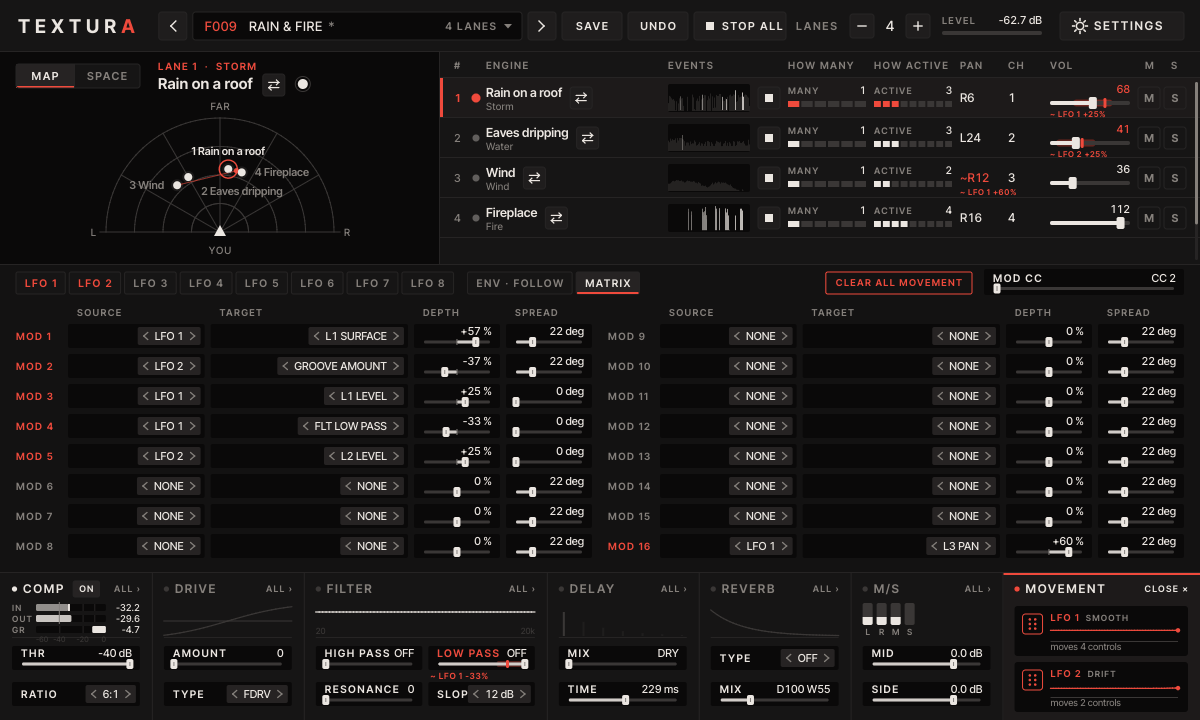 TEXTURA
F009 RAIN & FIRE *
4 LANES
SAVE
UNDO
STOP ALL
LANES
4
LEVEL -62.7 dB
SETTINGS
MAP
SPACE
LANE 1 · STORM
Rain on a roof
FAR
1 Rain on a roof
3 Wind
4 Fireplace
2 Eaves dripping
L
R
YOU
# ENGINE EVENTS HOW MANY HOW ACTIVE PAN CH VOL M S
1 Rain on a roof MANY 1 ACTIVE 3 R6 1 68 M S
Storm
~ LFO 1 +25%
2 Eaves dripping MANY 1 ACTIVE 3 L24 2 41 M S
Water
~ LFO 2 +25%
3 Wind MANY 1 ACTIVE 2 ~R12 3 36 M S
Wind
~ LFO 1 +60%
4 Fireplace MANY 1 ACTIVE 4 R16 4 112 M S
Fire
LFO 1 LFO 2 LFO 3 LFO 4 LFO 5 LFO 6 LFO 7 LFO 8 ENV · FOLLOW MATRIX
CLEAR ALL MOVEMENT
MOD CC CC 2
SOURCE TARGET DEPTH SPREAD SOURCE TARGET DEPTH SPREAD
MOD 1 LFO 1 L1 SURFACE +57 % 22 deg MOD 9 NONE NONE 0 % 22 deg
MOD 2 LFO 2 GROOVE AMOUNT -37 % 22 deg MOD 10 NONE NONE 0 % 22 deg
MOD 3 LFO 1 L1 LEVEL +25 % 0 deg MOD 11 NONE NONE 0 % 22 deg
MOD 4 LFO 1 FLT LOW PASS -33 % 0 deg MOD 12 NONE NONE 0 % 22 deg
MOD 5 LFO 2 L2 LEVEL +25 % 0 deg MOD 13 NONE NONE 0 % 22 deg
MOD 6 NONE NONE 0 % 22 deg MOD 14 NONE NONE 0 % 22 deg
MOD 7 NONE NONE 0 % 22 deg MOD 15 NONE NONE 0 % 22 deg
MOD 8 NONE NONE 0 % 22 deg MOD 16 LFO 1 L3 PAN +60 % 22 deg
COMP ON ALL ›
IN -32.2
OUT -29.6
GR -4.7
-60 -40 -20 0
THR -40 dB
RATIO 6:1
DRIVE ALL ›
AMOUNT 0
TYPE FDRV
FILTER ALL ›
20 20k
HIGH PASS OFF
LOW PASS OFF
~ LFO 1 -33%
RESONANCE 0
SLOP 12 dB
DELAY ALL ›
MIX DRY
TIME 229 ms
REVERB ALL ›
TYPE OFF
MIX D100 W55
M/S ALL ›
L R M S
MID 0.0 dB
SIDE 0.0 dB
MOVEMENT CLOSE ×
LFO 1 SMOOTH
moves 4 controls
LFO 2 DRIFT
moves 2 controls